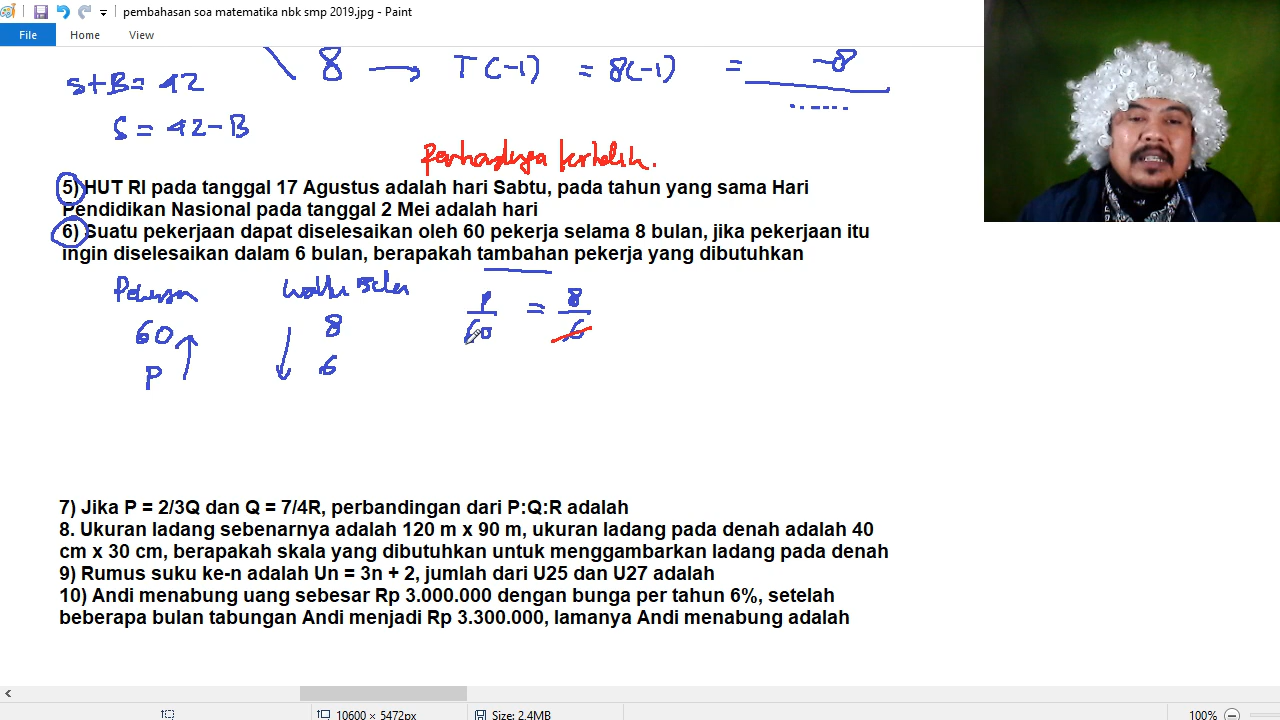 pembahasan soa matematika nbk smp 2019.jpg - Paint
File Home View
8 → T(-1) = 8(-1) = -8
S+B = 42
S = 42-B
5) HUT RI pada tanggal 17 Agustus adalah hari Sabtu, pada tahun yang sama Hari
Pendidikan Nasional pada tanggal 2 Mei adalah hari
6) Suatu pekerjaan dapat diselesaikan oleh 60 pekerja selama 8 bulan, jika pekerjaan itu
ingin diselesaikan dalam 6 bulan, berapakah tambahan pekerja yang dibutuhkan
60 8
P 6
P/60 = 8/6
7) Jika P = 2/3Q dan Q = 7/4R, perbandingan dari P:Q:R adalah
8. Ukuran ladang sebenarnya adalah 120 m x 90 m, ukuran ladang pada denah adalah 40
cm x 30 cm, berapakah skala yang dibutuhkan untuk menggambarkan ladang pada denah
9) Rumus suku ke-n adalah Un = 3n + 2, jumlah dari U25 dan U27 adalah
10) Andi menabung uang sebesar Rp 3.000.000 dengan bunga per tahun 6%, setelah
beberapa bulan tabungan Andi menjadi Rp 3.300.000, lamanya Andi menabung adalah
10600 × 5472px Size: 2.4MB 100%